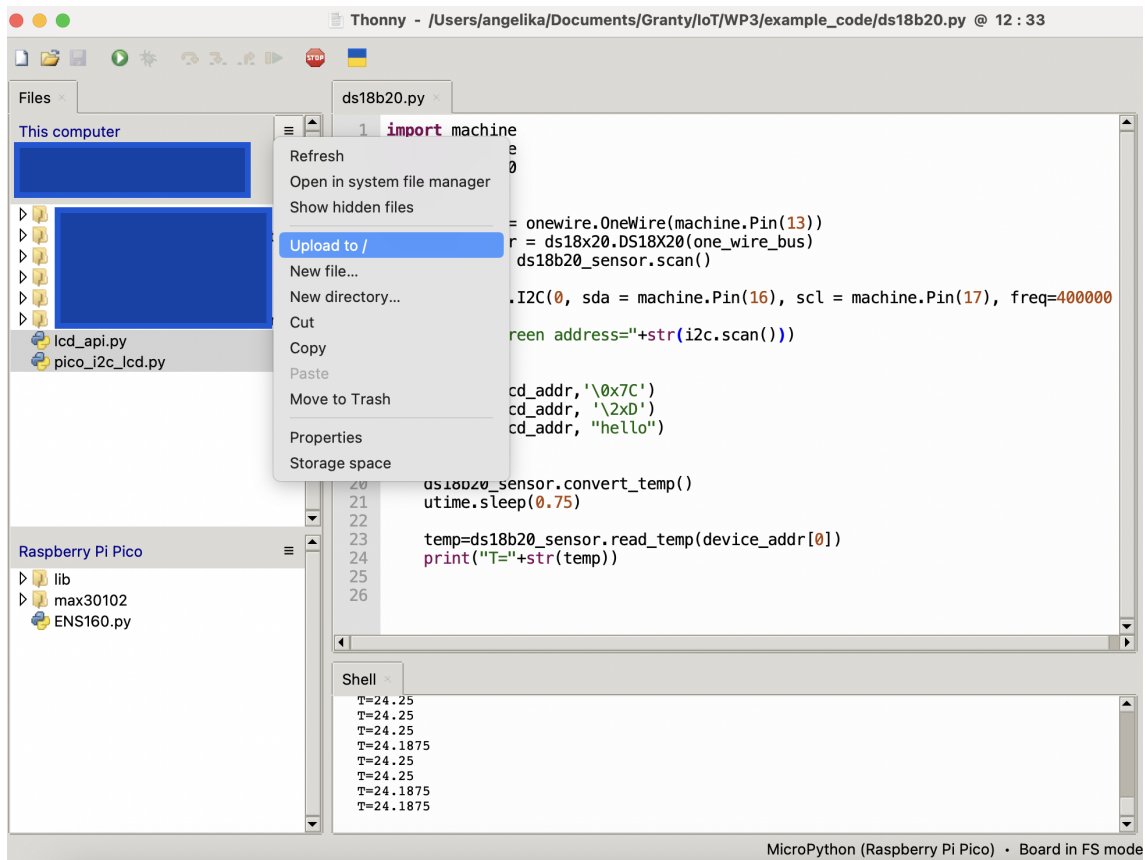 Thonny - /Users/angelika/Documents/Granty/IoT/WP3/example_code/ds18b20.py @ 12 : 33
STOP
Files
This computer
Refresh
Open in system file manager
Show hidden files
Upload to /
New file...
New directory...
Cut
Copy
Paste
Move to Trash
Properties
Storage space
lcd_api.py
pico_i2c_lcd.py
Raspberry Pi Pico
lib
max30102
ENS160.py
ds18b20.py
1 import machine
e
0
= onewire.OneWire(machine.Pin(13))
r = ds18x20.DS18X20(one_wire_bus)
ds18b20_sensor.scan()
.I2C(0, sda = machine.Pin(16), scl = machine.Pin(17), freq=400000
reen address="+str(i2c.scan()))
cd_addr,'\0x7C')
cd_addr, '\2xD')
cd_addr, "hello")
20 ds18b20_sensor.convert_temp()
21 utime.sleep(0.75)
22
23 temp=ds18b20_sensor.read_temp(device_addr[0])
24 print("T="+str(temp))
25
26
Shell
T=24.25
T=24.25
T=24.25
T=24.1875
T=24.25
T=24.25
T=24.1875
T=24.1875
MicroPython (Raspberry Pi Pico) • Board in FS mode